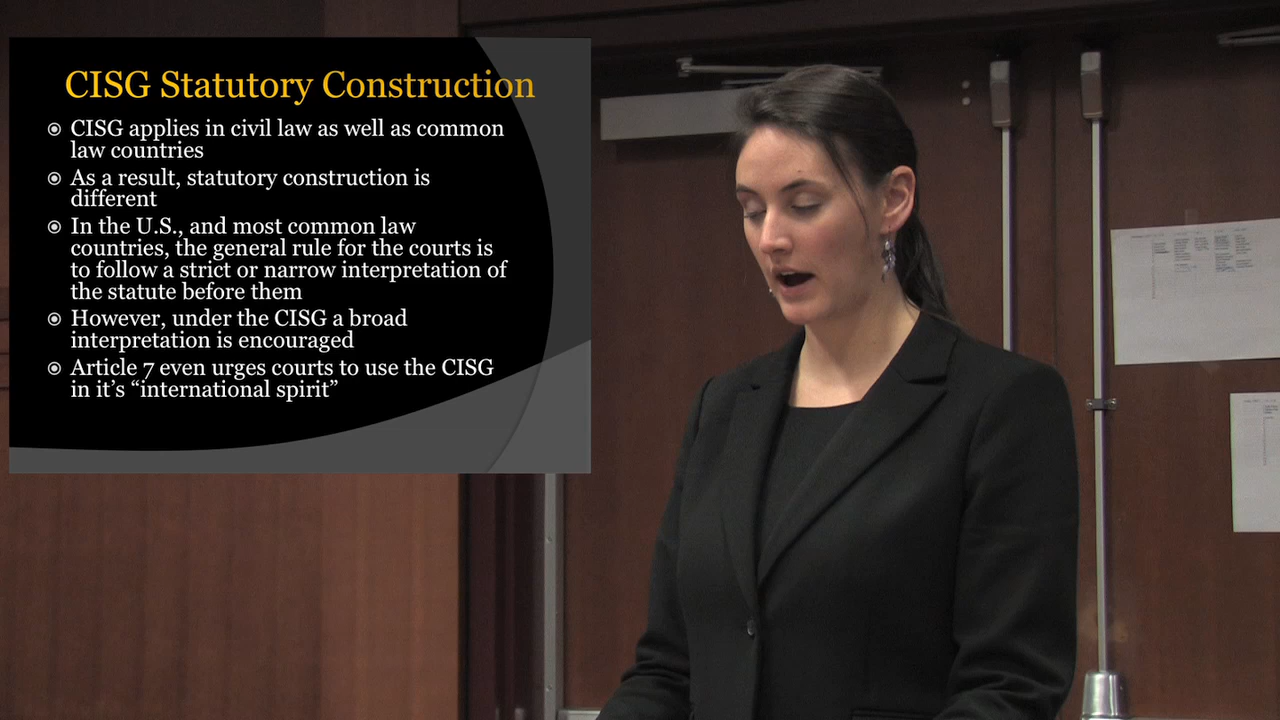 CISG Statutory Construction
CISG applies in civil law as well as common
law countries
As a result, statutory construction is
different
In the U.S., and most common law
countries, the general rule for the courts is
to follow a strict or narrow interpretation of
the statute before them
However, under the CISG a broad
interpretation is encouraged
Article 7 even urges courts to use the CISG
in it’s “international spirit”